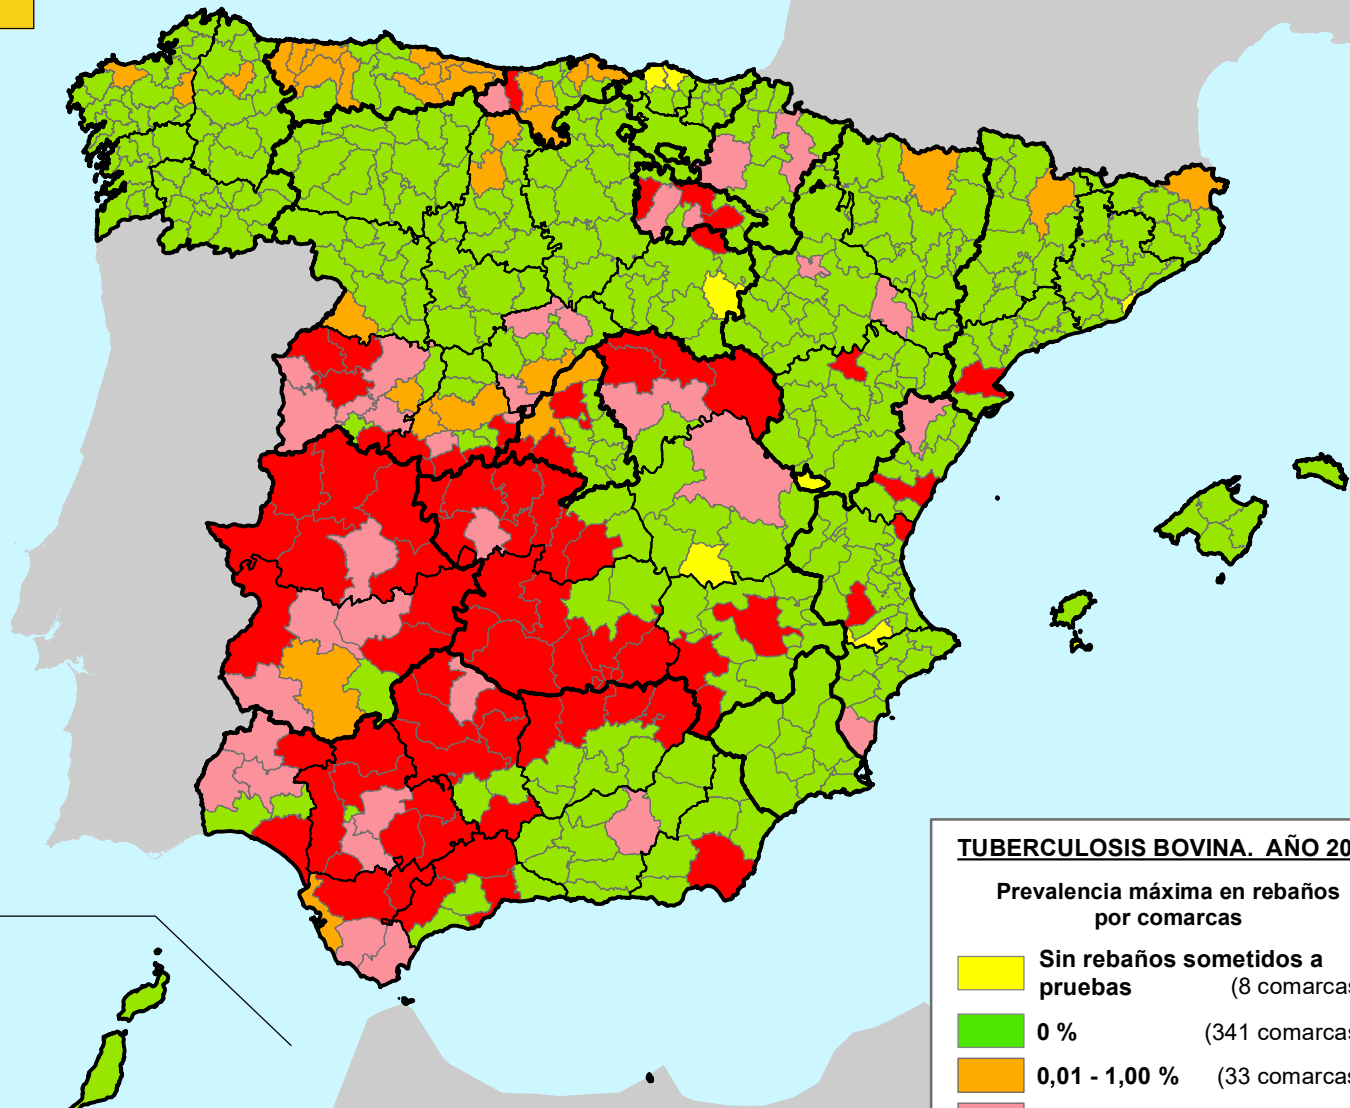 TUBERCULOSIS BOVINA. AÑO 20
Prevalencia máxima en rebaños
por comarcas
Sin rebaños sometidos a
pruebas (8 comarcas
0 % (341 comarcas
0,01 - 1,00 % (33 comarcas